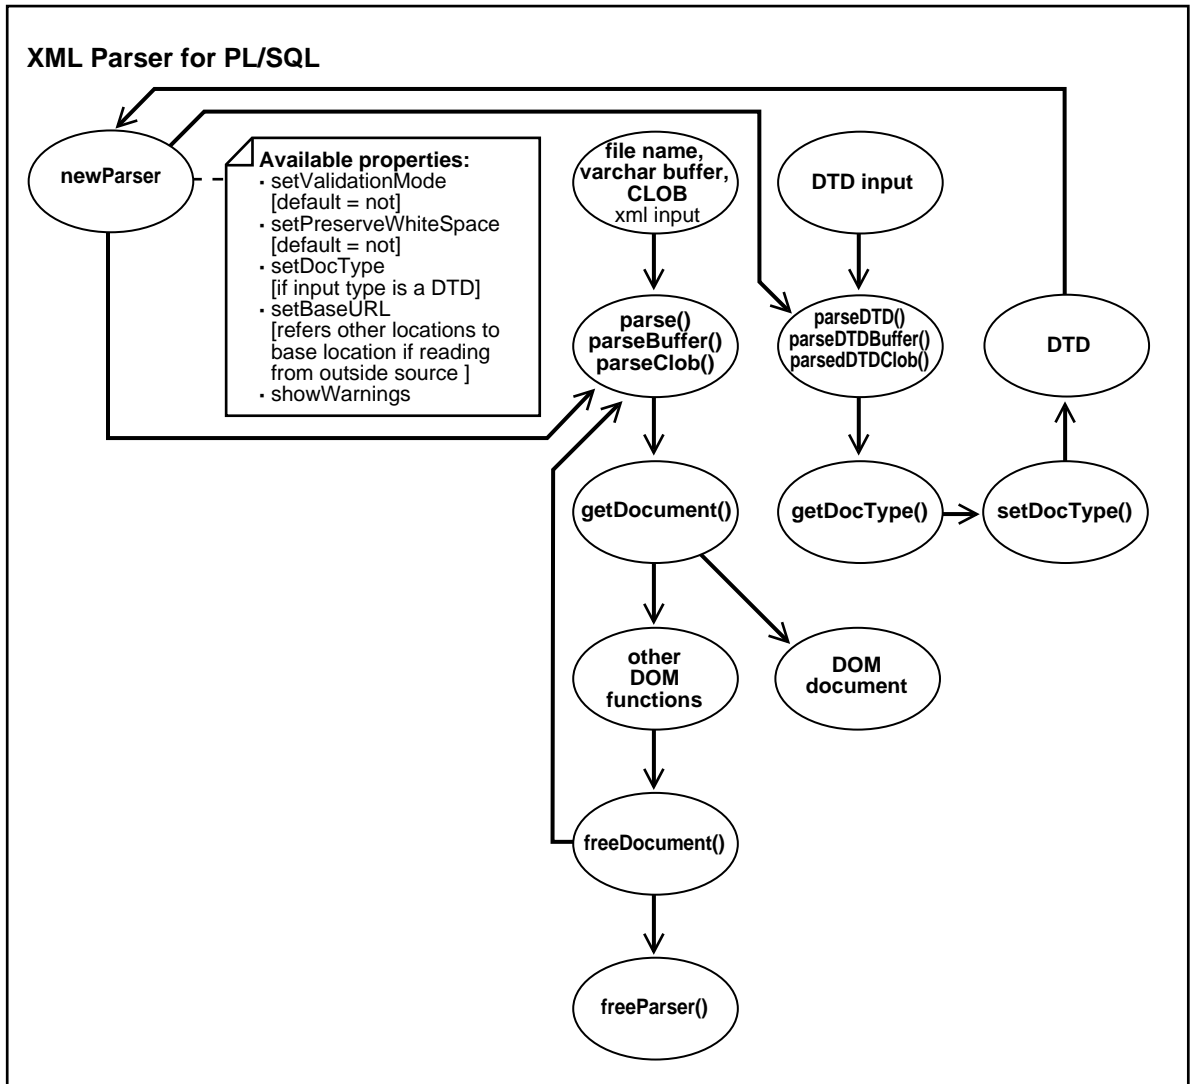 XML Parser for PL/SQL
newParser
Available properties:
· setValidationMode
[default = not]
· setPreserveWhiteSpace
[default = not]
· setDocType
[if input type is a DTD]
· setBaseURL
[refers other locations to
base location if reading
from outside source ]
· showWarnings
file name,
varchar buffer,
CLOB
xml input
DTD input
parse()
parseBuffer()
parseClob()
parseDTD()
parseDTDBuffer()
parsedDTDClob()
DTD
getDocument()
getDocType()
setDocType()
other
DOM
functions
DOM
document
freeDocument()
freeParser()